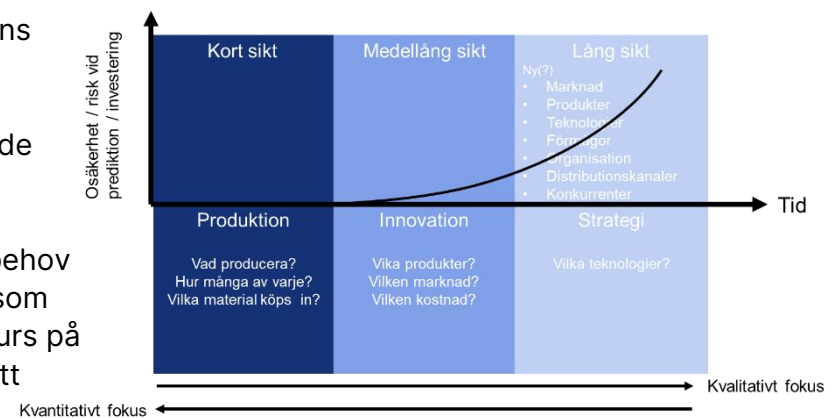 ns
de
behov
som
urs på
tt
Osäkerhet / risk vid
prediktion / investering
Kort sikt
Medellång sikt
Lång sikt
Ny(?)
• Marknad
• Produkter
• Teknologier
• Förmågor
• Organisation
• Distributionskanaler
• Konkurrenter
Tid
Produktion
Vad producera?
Hur många av varje?
Vilka material köps in?
Innovation
Vika produkter?
Vilken marknad?
Vilken kostnad?
Strategi
Vilka teknologier?
Kvalitativt fokus
Kvantitativt fokus